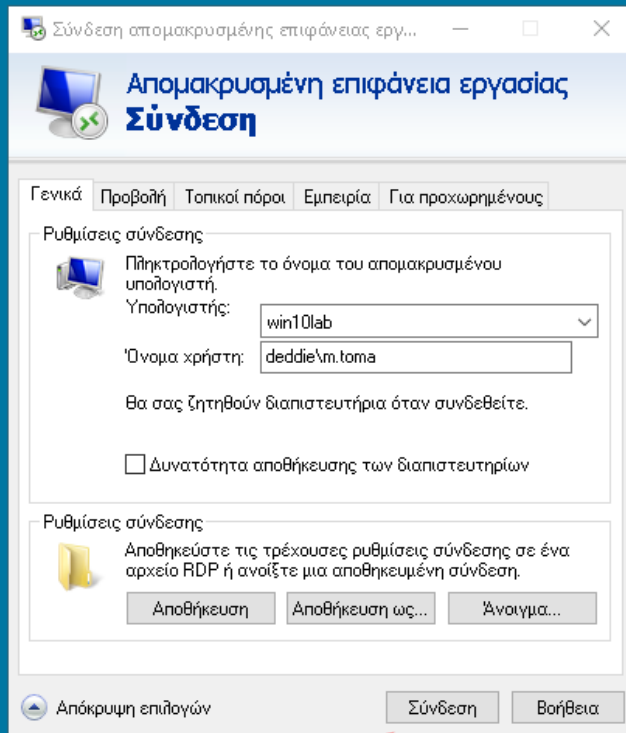 Σύνδεση απομακρυσμένης επιφάνειας εργ...
Απομακρυσμένη επιφάνεια εργασίας
Σύνδεση
Γενικά Προβολή Τοπικοί πόροι Εμπειρία Για προχωρημένους
Ρυθμίσεις σύνδεσης
Πληκτρολογήστε το όνομα του απομακρυσμένου
υπολογιστή.
Υπολογιστής: win10lab
Όνομα χρήστη: deddie\m.toma
Θα σας ζητηθούν διαπιστευτήρια όταν συνδεθείτε.
Δυνατότητα αποθήκευσης των διαπιστευτηρίων
Ρυθμίσεις σύνδεσης
Αποθηκεύστε τις τρέχουσες ρυθμίσεις σύνδεσης σε ένα
αρχείο RDP ή ανοίξτε μια αποθηκευμένη σύνδεση.
Αποθήκευση Αποθήκευση ως... Άνοιγμα...
Απόκρυψη επιλογών Σύνδεση Βοήθεια